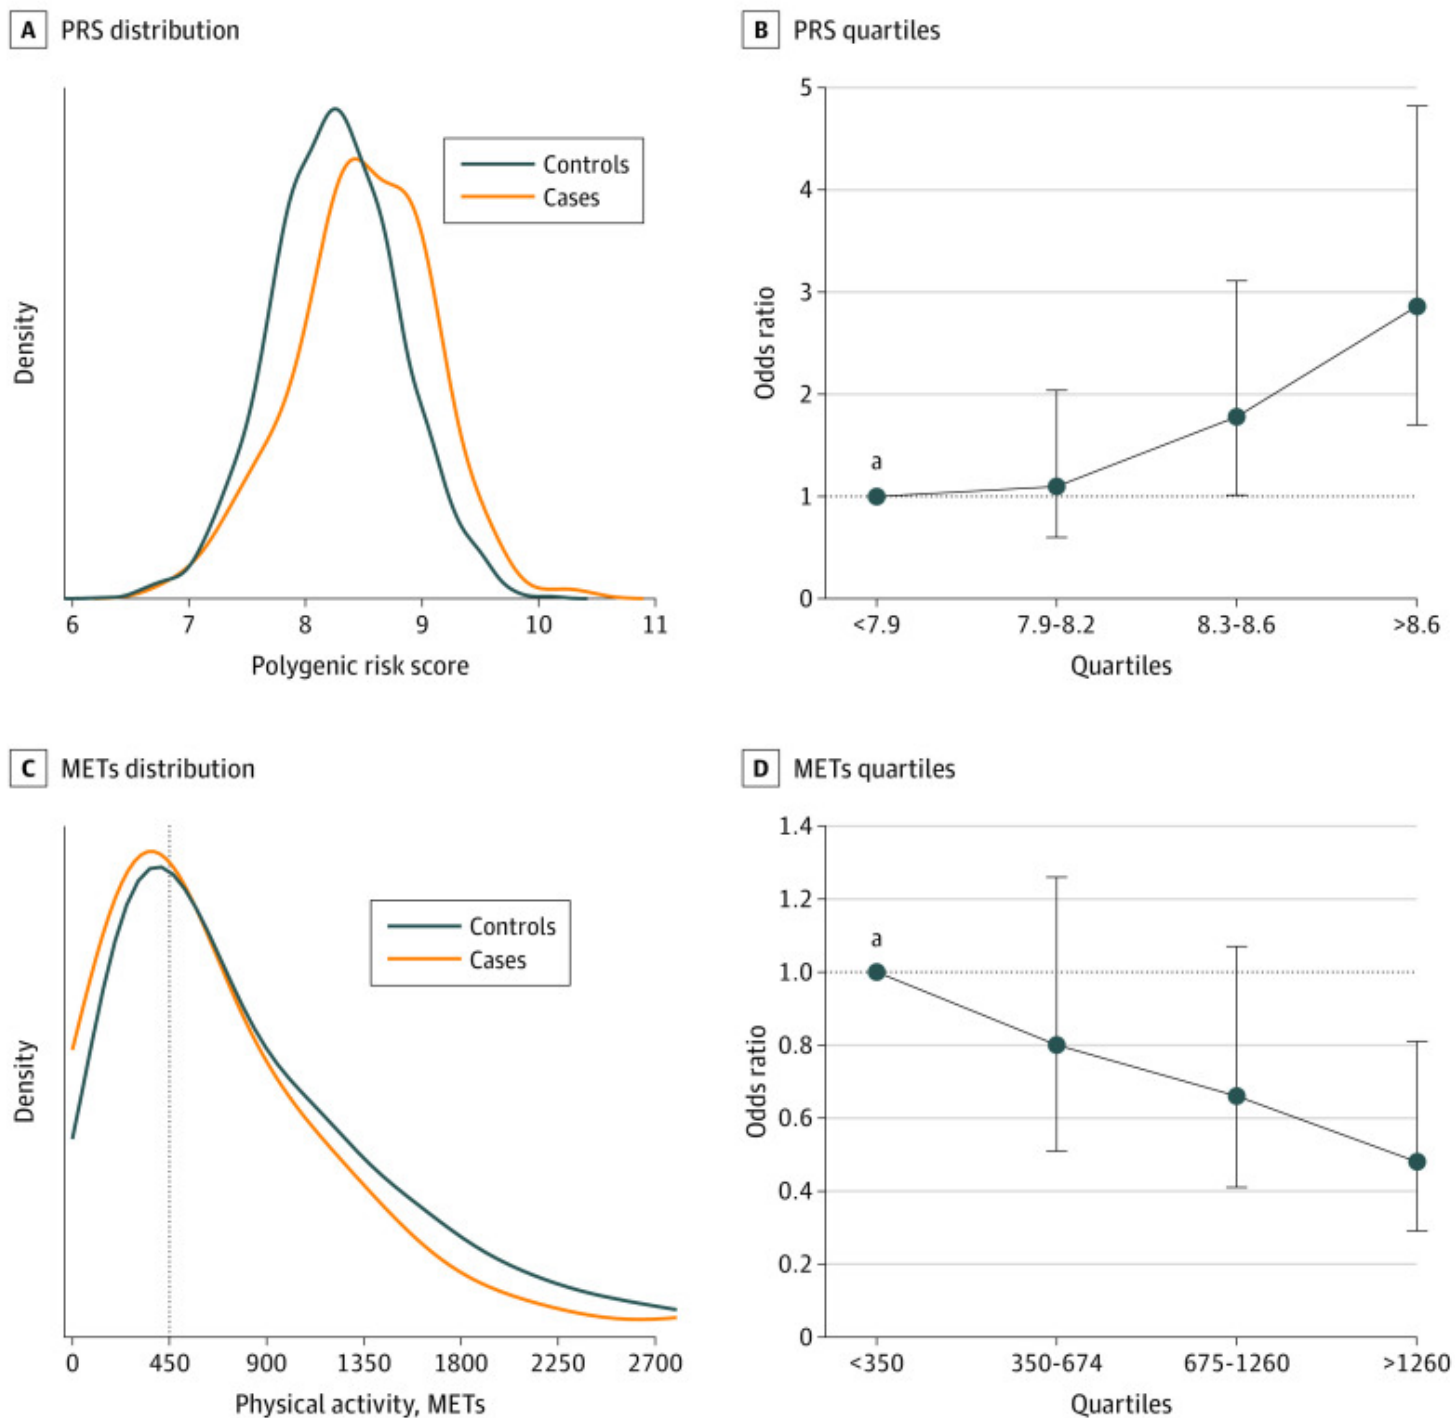 A PRS distribution
Density
Controls
Cases
6 7 8 9 10 11
Polygenic risk score
B PRS quartiles
Odds ratio
5
4
3
2
1
0
a
<7.9 7.9-8.2 8.3-8.6 >8.6
Quartiles
C METs distribution
Density
Controls
Cases
0 450 900 1350 1800 2250 2700
Physical activity, METs
D METs quartiles
Odds ratio
1.4
1.2
1.0
0.8
0.6
0.4
0.2
0
a
<350 350-674 675-1260 >1260
Quartiles